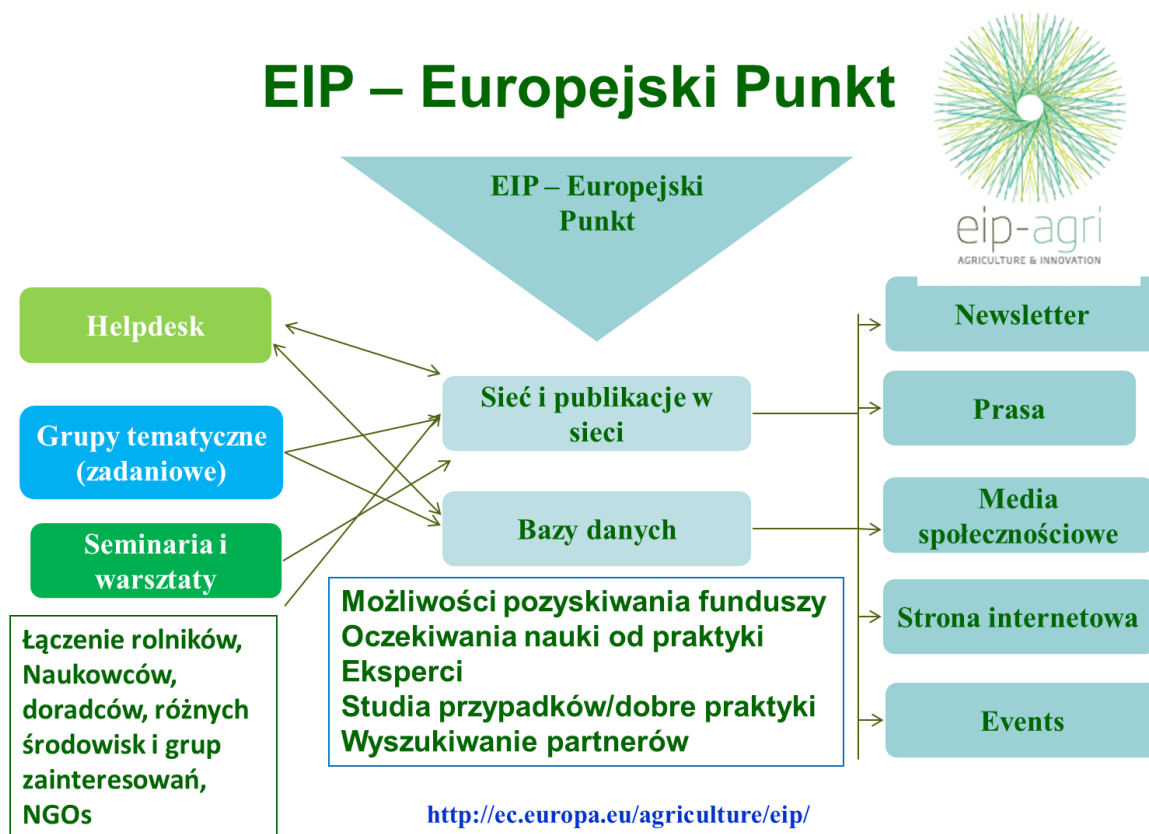 EIP – Europejski Punkt
eip-agri
AGRICULTURE & INNOVATION
EIP – Europejski
Punkt
Helpdesk
Grupy tematyczne
(zadaniowe)
Seminaria i
warsztaty
Łączenie rolników,
Naukowców,
doradców, różnych
środowisk i grup
zainteresowań,
NGOs
Sieć i publikacje w
sieci
Bazy danych
Możliwości pozyskiwania funduszy
Oczekiwania nauki od praktyki
Eksperci
Studia przypadków/dobre praktyki
Wyszukiwanie partnerów
Newsletter
Prasa
Media
społecznościowe
Strona internetowa
Events
http://ec.europa.eu/agriculture/eip/